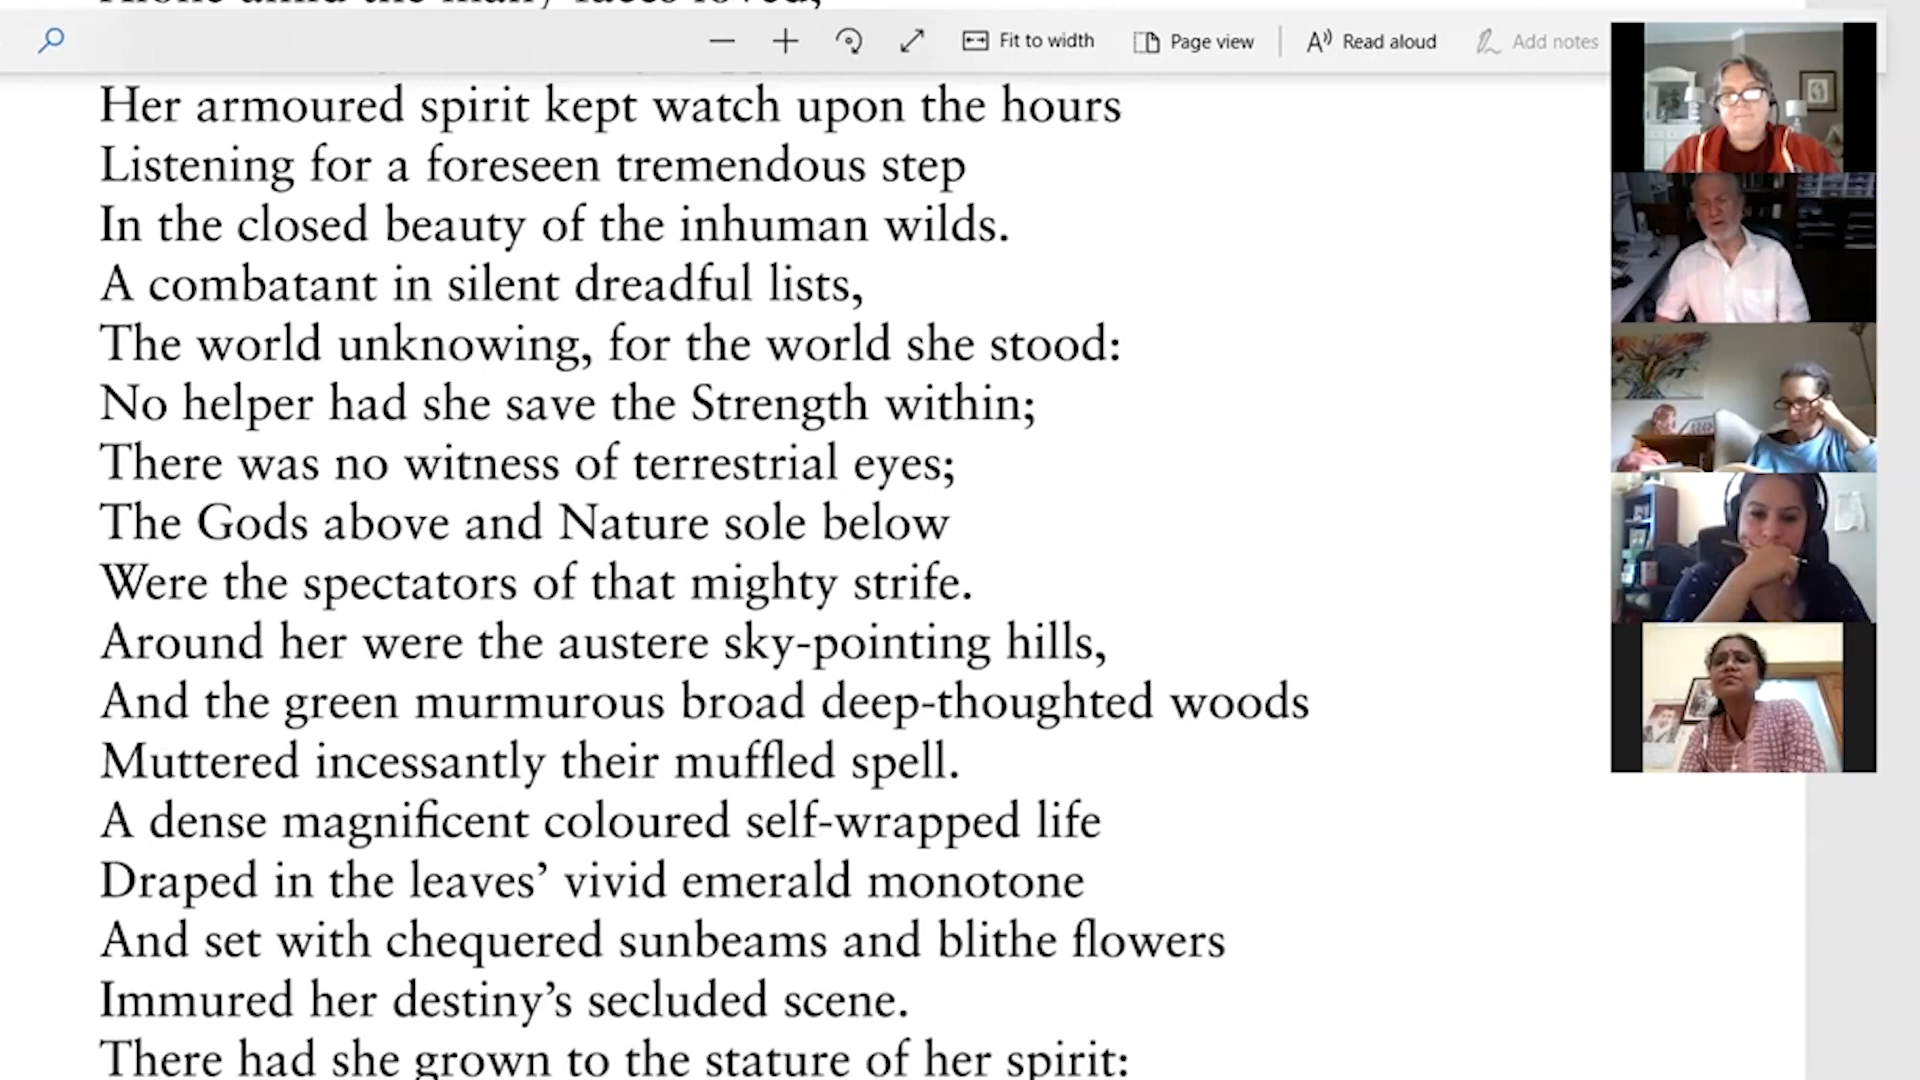 Alone amid the many faces loved,
Fit to width
Page view
Read aloud
Add notes
Her armoured spirit kept watch upon the hours
Listening for a foreseen tremendous step
In the closed beauty of the inhuman wilds.
A combatant in silent dreadful lists,
The world unknowing, for the world she stood:
No helper had she save the Strength within;
There was no witness of terrestrial eyes;
The Gods above and Nature sole below
Were the spectators of that mighty strife.
Around her were the austere sky-pointing hills,
And the green murmurous broad deep-thoughted woods
Muttered incessantly their muffled spell.
A dense magnificent coloured self-wrapped life
Draped in the leaves’ vivid emerald monotone
And set with chequered sunbeams and blithe flowers
Immured her destiny’s secluded scene.
There had she grown to the stature of her spirit: